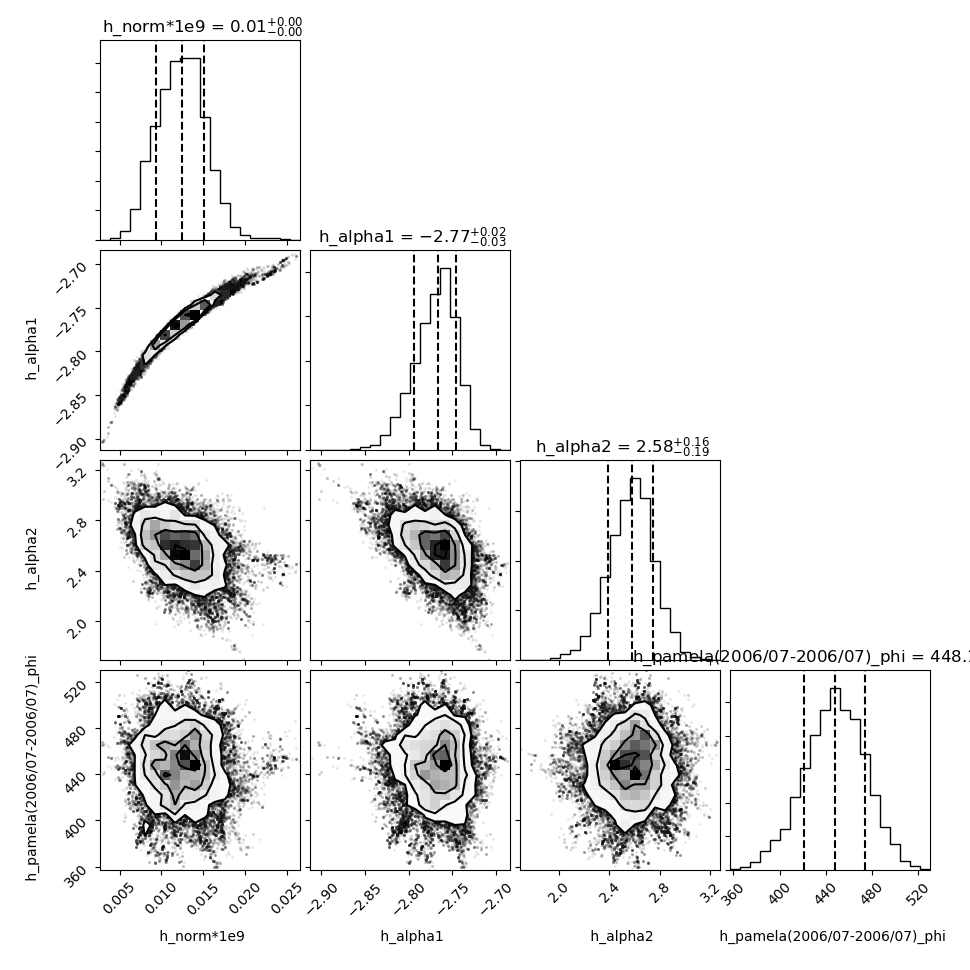 h_norm*1e9 = 0.01+0.00−0.00
h_alpha1 = −2.77+0.02−0.03
−2.70
−2.75
−2.80
−2.85
−2.90
h_alpha1
h_alpha2 = 2.58+0.16−0.19
3.2
2.8
2.4
2.0
h_alpha2
h_pamela(2006/07-2006/07)_phi = 448.
520
480
440
400
360
h_pamela(2006/07-2006/07)_phi
0.005 0.010 0.015 0.020 0.025
−2.90 −2.85 −2.80 −2.75 −2.70
2.0 2.4 2.8 3.2
360 400 440 480 520
h_norm*1e9
h_alpha1
h_alpha2
h_pamela(2006/07-2006/07)_phi